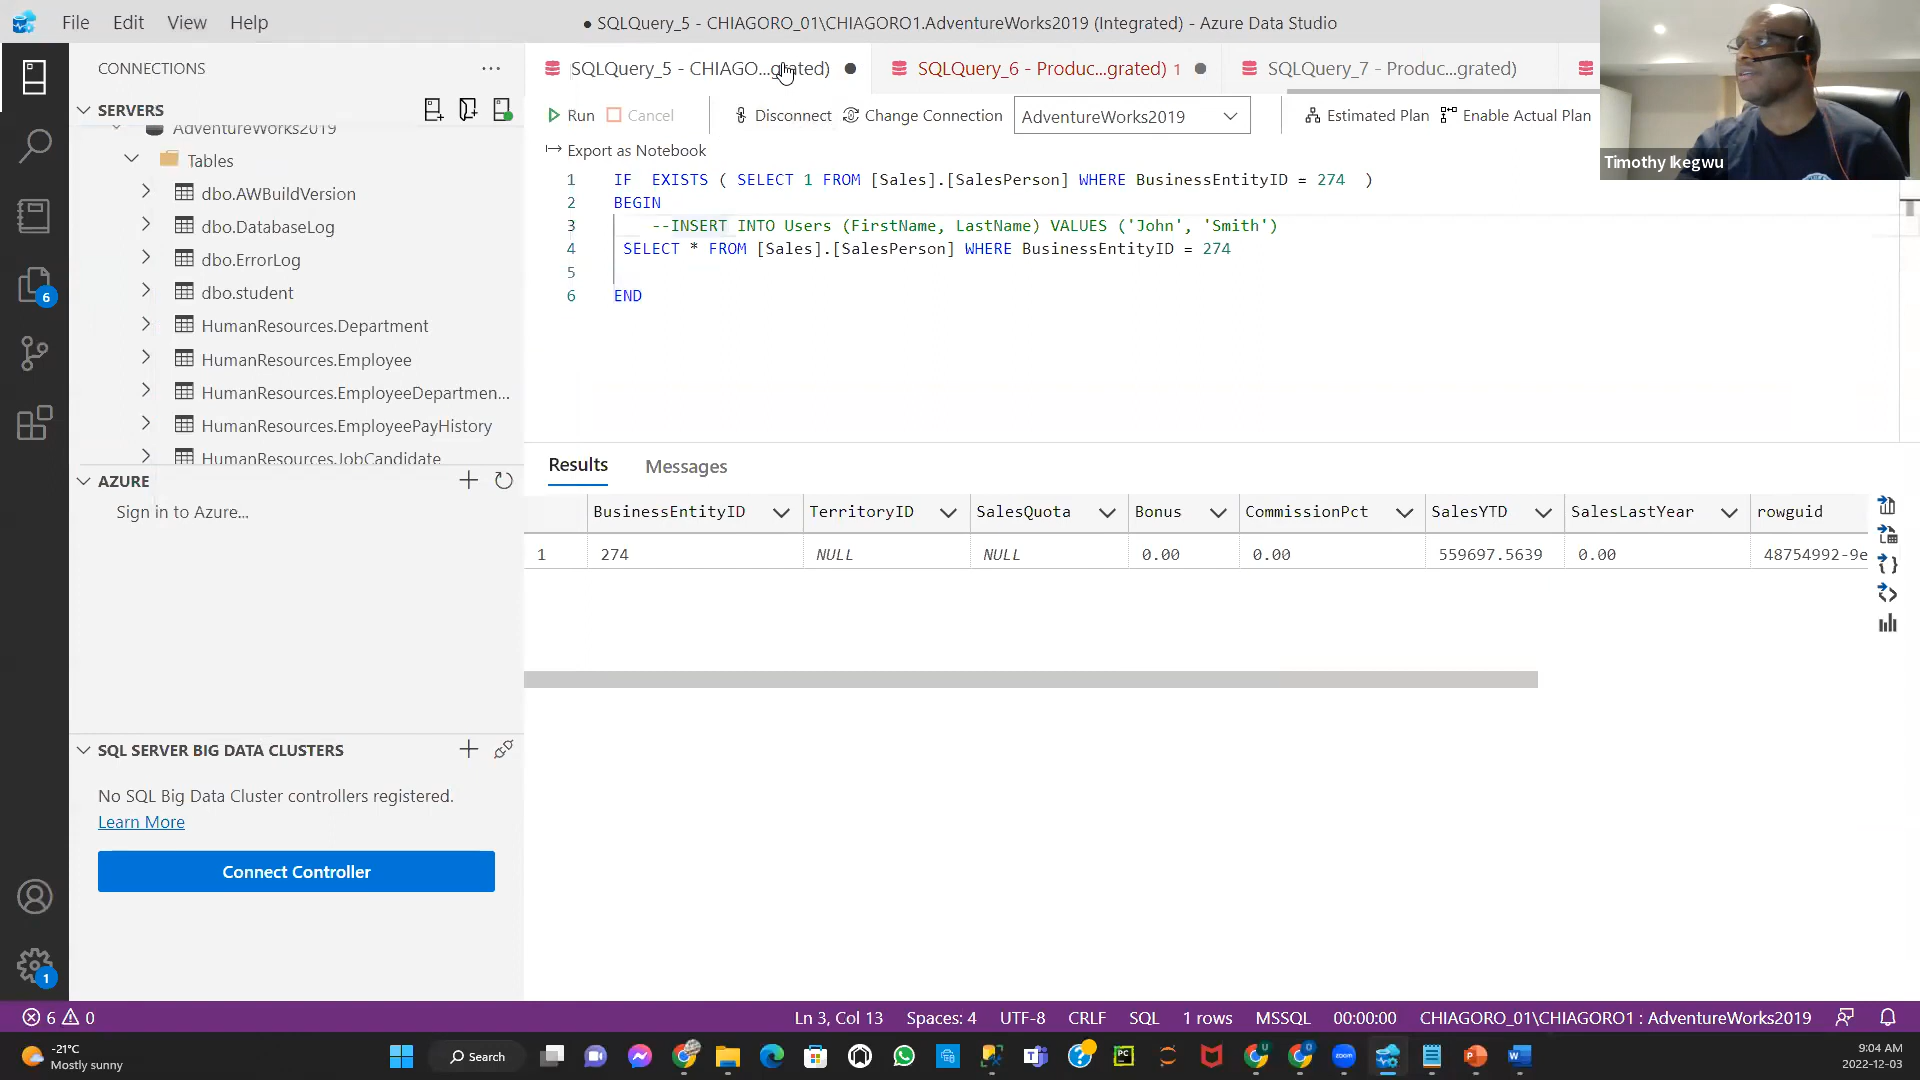 File Edit View Help
● SQLQuery_5 - CHIAGORO_01\CHIAGORO1.AdventureWorks2019 (Integrated) - Azure Data Studio
CONNECTIONS
SERVERS
AdventureWorks2019
Tables
dbo.AWBuildVersion
dbo.DatabaseLog
dbo.ErrorLog
dbo.student
HumanResources.Department
HumanResources.Employee
HumanResources.EmployeeDepartmen...
HumanResources.EmployeePayHistory
HumanResources.JobCandidate
AZURE
Sign in to Azure...
SQL SERVER BIG DATA CLUSTERS
No SQL Big Data Cluster controllers registered.
Learn More
Connect Controller
6
1
SQLQuery_5 - CHIAGO...grated) ● SQLQuery_6 - Produc...grated) 1 ● SQLQuery_7 - Produc...grated)
Run Cancel Disconnect Change Connection AdventureWorks2019 Estimated Plan Enable Actual Plan
Export as Notebook
1 IF EXISTS ( SELECT 1 FROM [Sales].[SalesPerson] WHERE BusinessEntityID = 274 )
2 BEGIN
3 --INSERT INTO Users (FirstName, LastName) VALUES ('John', 'Smith')
4 SELECT * FROM [Sales].[SalesPerson] WHERE BusinessEntityID = 274
5
6 END
Timothy Ikegwu
Results Messages
BusinessEntityID TerritoryID SalesQuota Bonus CommissionPct SalesYTD SalesLastYear rowguid
1 274 NULL NULL 0.00 0.00 559697.5639 0.00 48754992-9e
6 0 Ln 3, Col 13 Spaces: 4 UTF-8 CRLF SQL 1 rows MSSQL 00:00:00 CHIAGORO_01\CHIAGORO1 : AdventureWorks2019
-21°C
Mostly sunny
Search
9:04 AM
2022-12-03